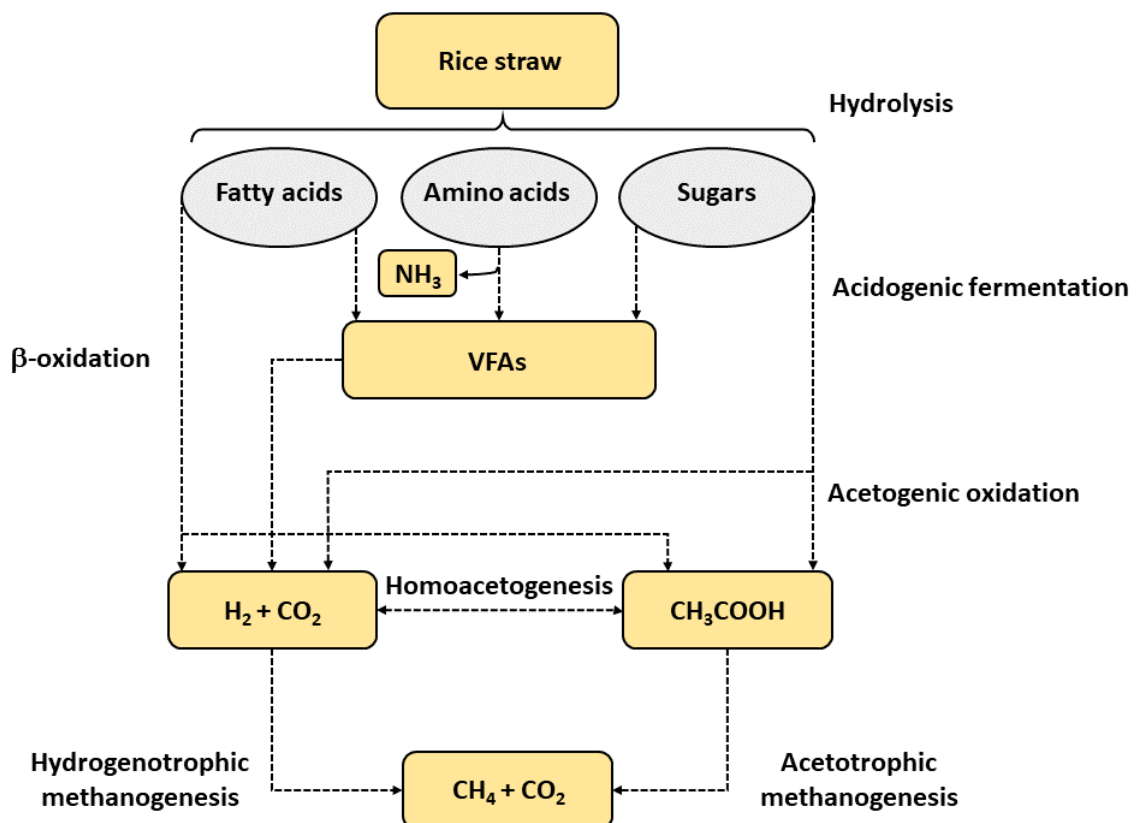 Rice straw
Hydrolysis
Fatty acids
Amino acids
Sugars
NH₃
Acidogenic fermentation
β-oxidation
VFAs
Acetogenic oxidation
Homoacetogenesis
H₂ + CO₂
CH₃COOH
Hydrogenotrophic
methanogenesis
CH₄ + CO₂
Acetotrophic
methanogenesis